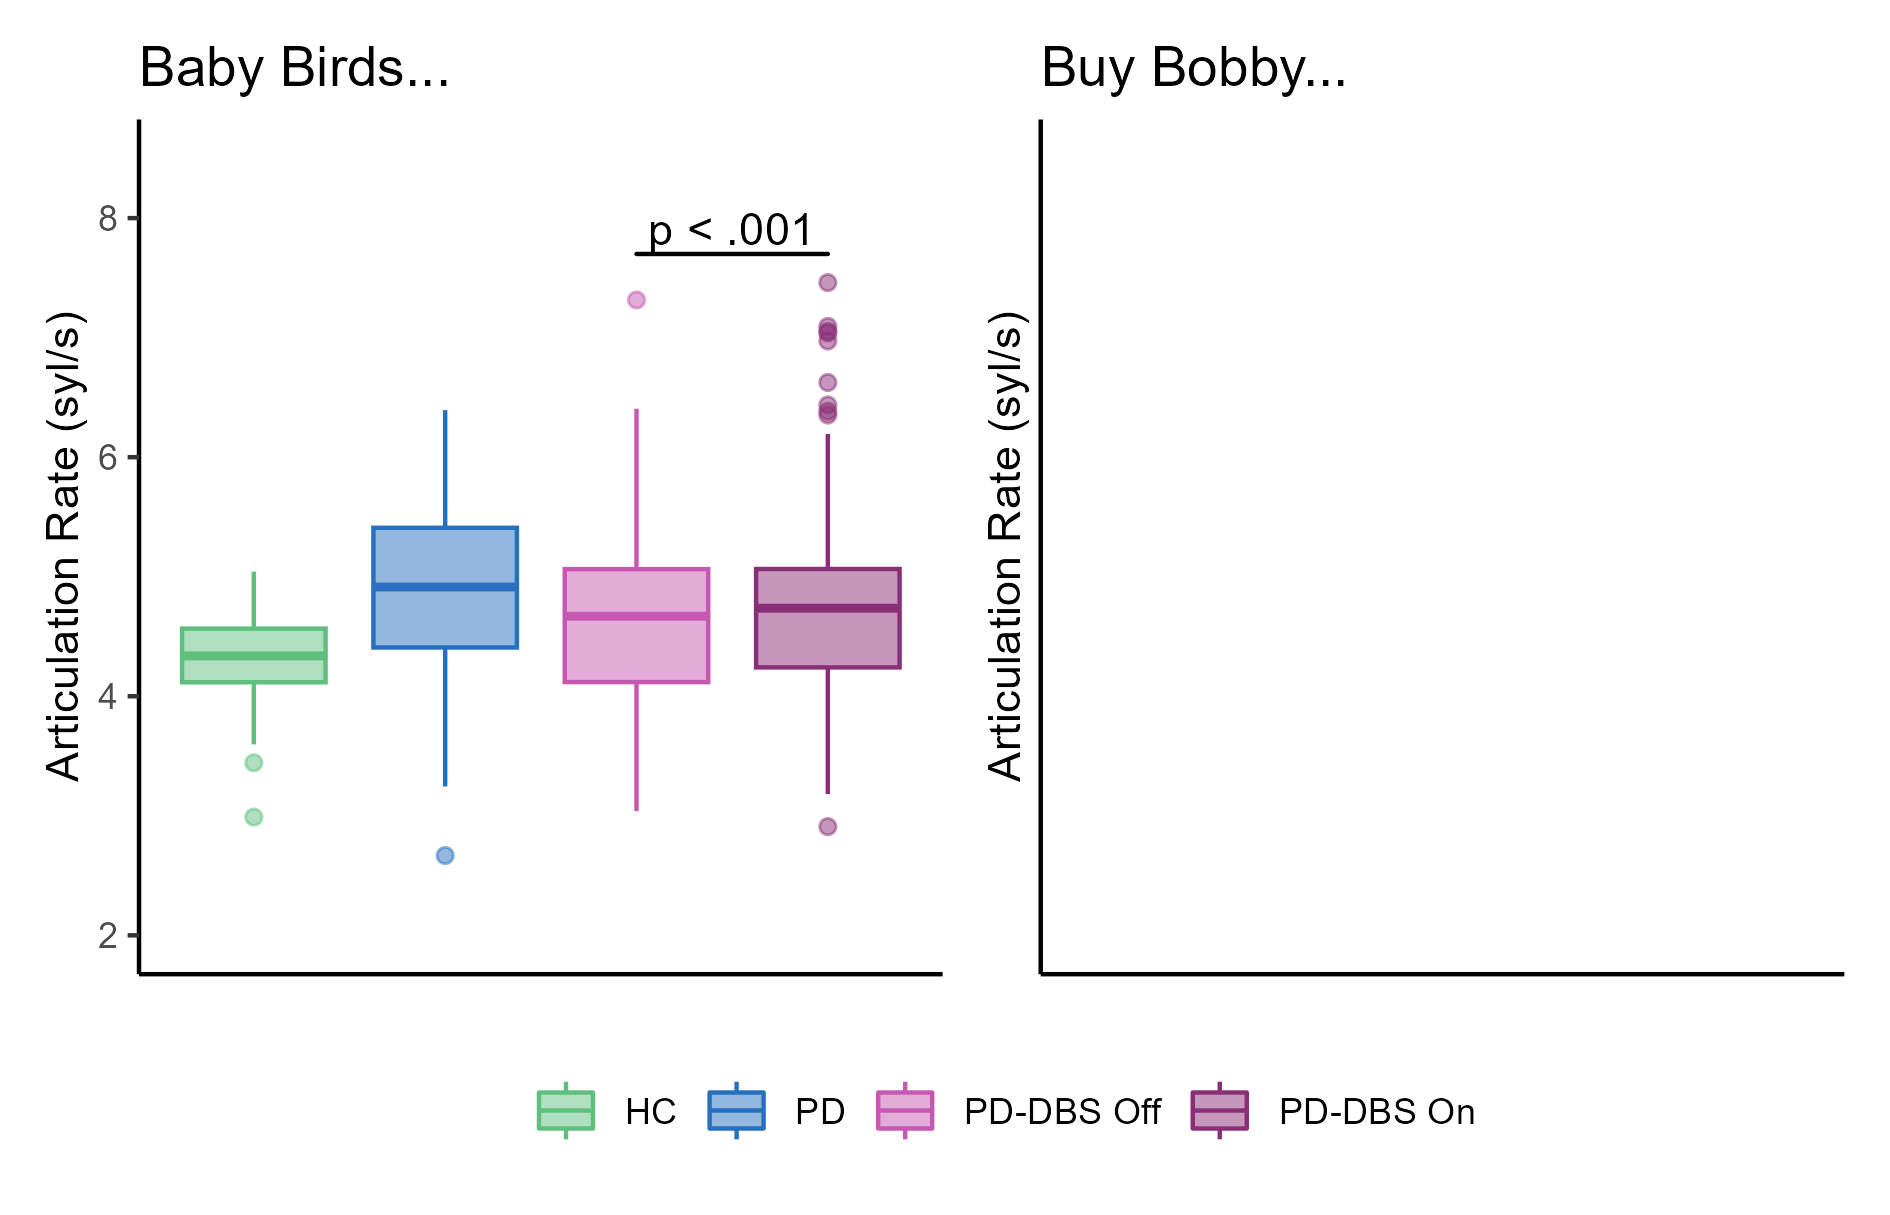 Baby Birds...
Buy Bobby...
Articulation Rate (syl/s)
8
6
4
2
p < .001
Articulation Rate (syl/s)
HC
PD
PD-DBS Off
PD-DBS On